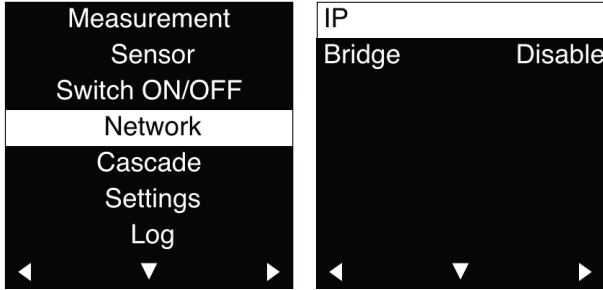 Measurement
Sensor
Switch ON/OFF
Network
Cascade
Settings
Log
IP
Bridge Disable